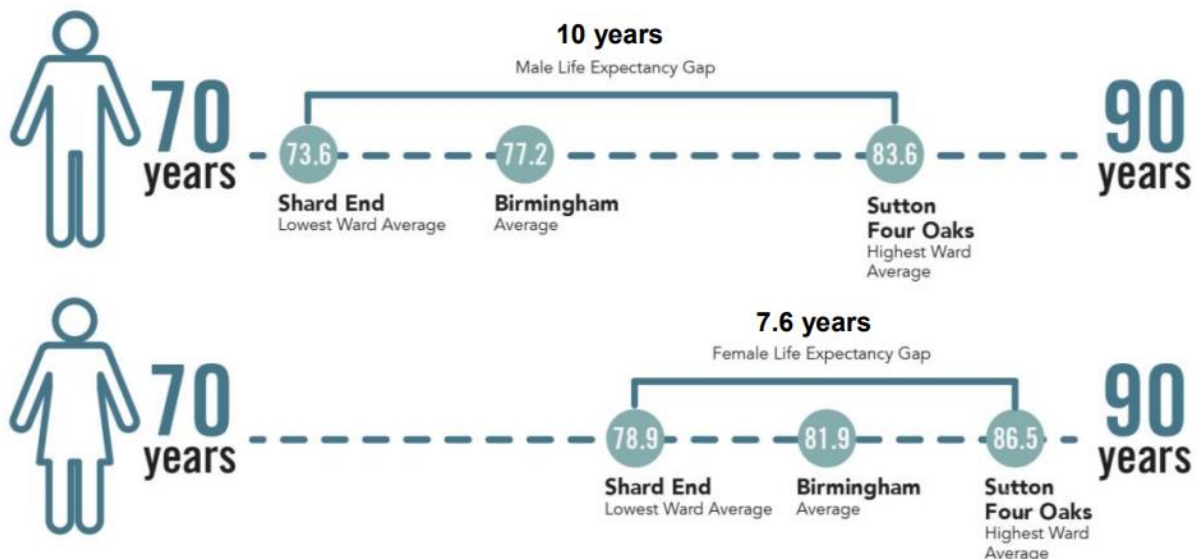 10 years
Male Life Expectancy Gap
70
years
90
years
73.6
77.2
83.6
Shard End
Lowest Ward Average
Birmingham
Average
Sutton
Four Oaks
Highest Ward
Average
7.6 years
Female Life Expectancy Gap
70
years
90
years
78.9
81.9
86.5
Shard End
Lowest Ward Average
Birmingham
Average
Sutton
Four Oaks
Highest Ward
Average